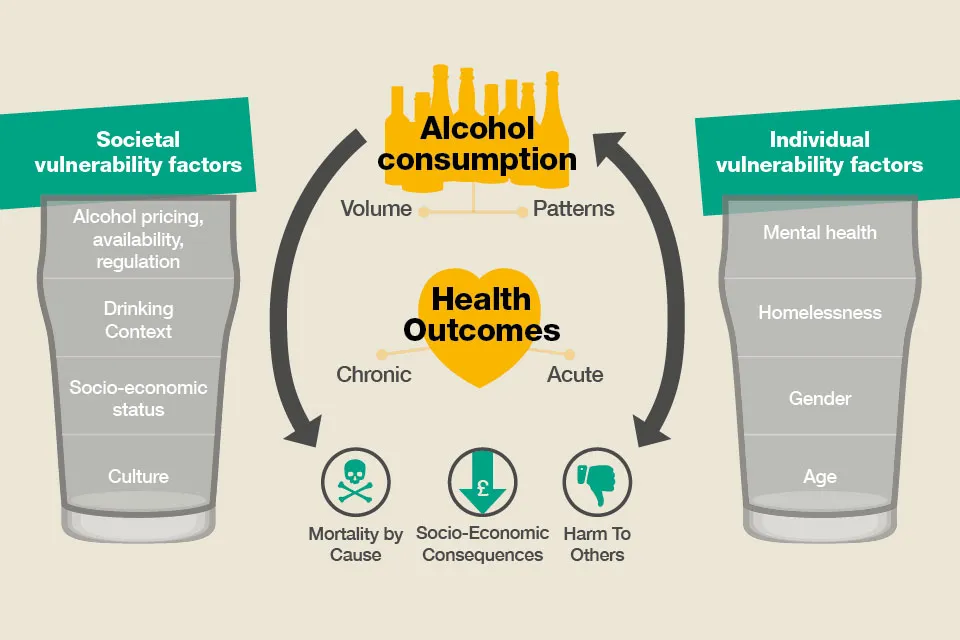 Societal
vulnerability factors
Alcohol pricing,
availability,
regulation
Drinking
Context
Socio-economic
status
Culture
Alcohol
consumption
Volume
Patterns
Health
Outcomes
Chronic
Acute
£
Mortality by
Cause
Socio-Economic
Consequences
Harm To
Others
Individual
vulnerability factors
Mental health
Homelessness
Gender
Age